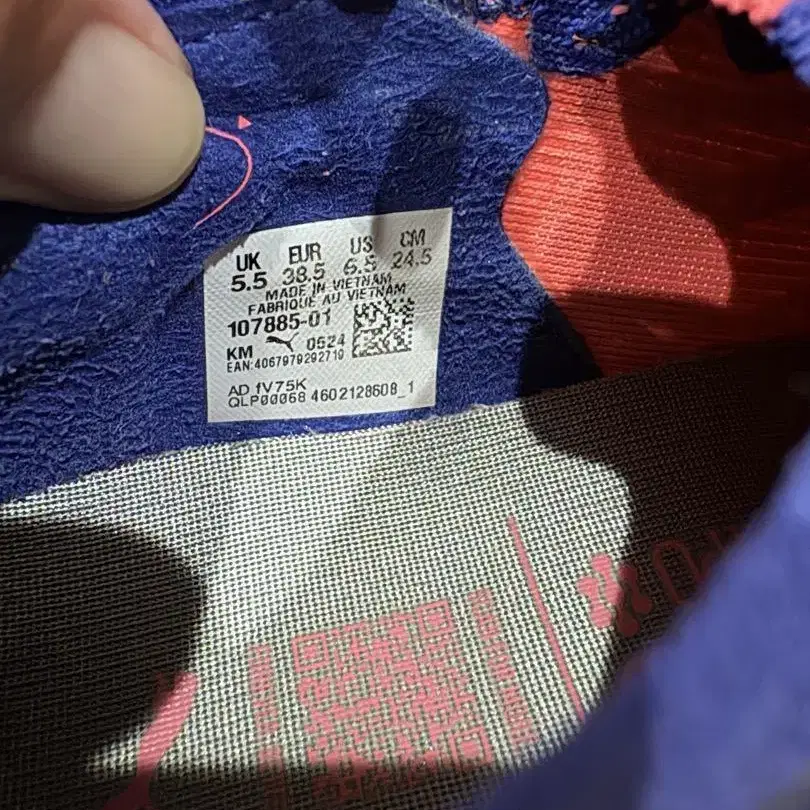 UK EUR US CM
5.5 38.5 6.5 24.5
MADE IN VIETNAM
FABRIQUE AU VIETNAM
107885-01
KM 0524
EAN:4067979292719
AD fV75K
QLP00068 4602128608_1